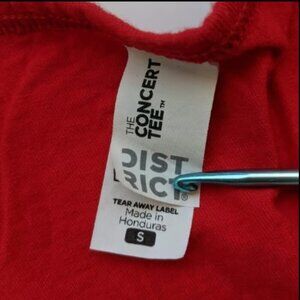 THE
CONCERT
TEE™
DIST
RICT®
TEAR AWAY LABEL
Made in
Honduras
S